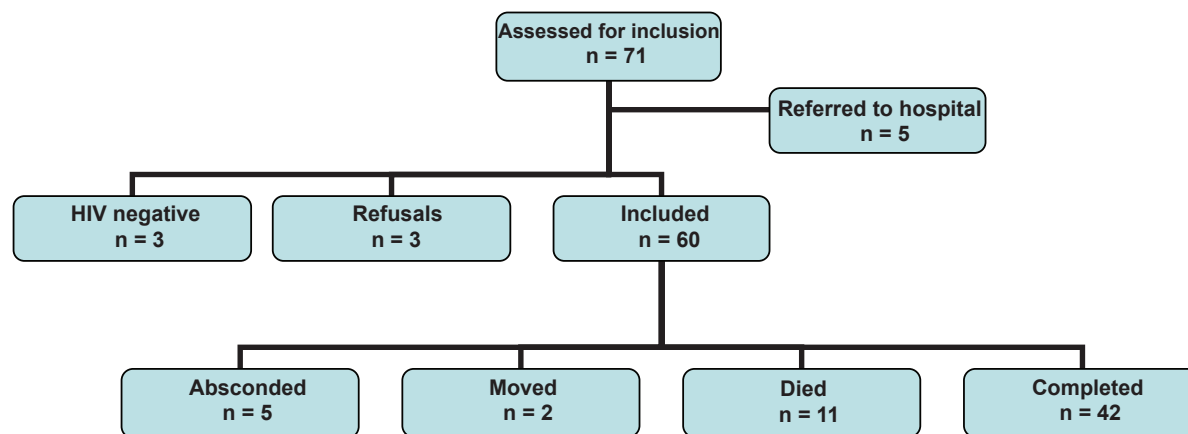 Assessed for inclusion
n = 71
Referred to hospital
n = 5
HIV negative
n = 3
Refusals
n = 3
Included
n = 60
Absconded
n = 5
Moved
n = 2
Died
n = 11
Completed
n = 42